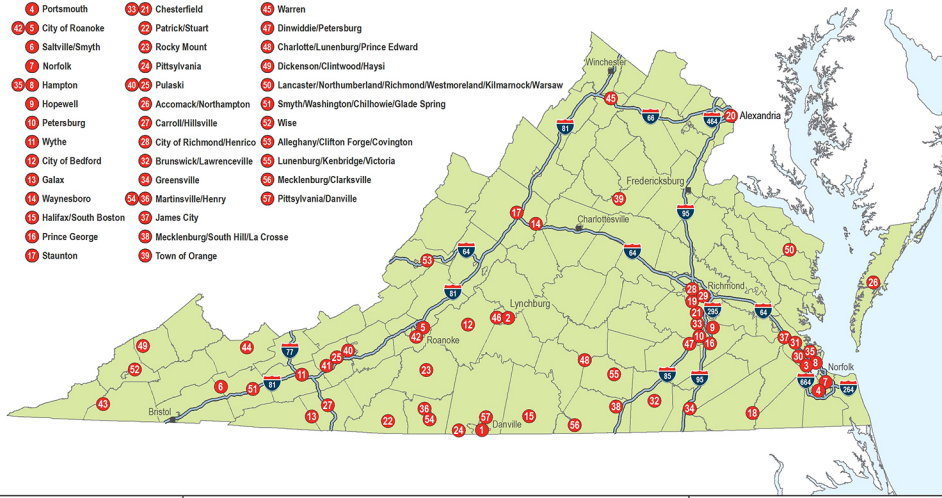 4 Portsmouth
42 5 City of Roanoke
6 Saltville/Smyth
7 Norfolk
35 8 Hampton
9 Hopewell
10 Petersburg
11 Wythe
12 City of Bedford
13 Galax
14 Waynesboro
15 Halifax/South Boston
16 Prince George
17 Staunton
33 21 Chesterfield
22 Patrick/Stuart
23 Rocky Mount
24 Pittsylvania
40 25 Pulaski
26 Accomack/Northampton
27 Carroll/Hillsville
28 City of Richmond/Henrico
32 Brunswick/Lawrenceville
34 Greensville
54 36 Martinsville/Henry
37 James City
38 Mecklenburg/South Hill/La Crosse
39 Town of Orange
45 Warren
47 Dinwiddie/Petersburg
48 Charlotte/Lunenburg/Prince Edward
49 Dickenson/Clintwood/Haysi
50 Lancaster/Northumberland/Richmond/Westmoreland/Kilmarnock/Warsaw
51 Smyth/Washington/Chilhowie/Glade Spring
52 Wise
53 Alleghany/Clifton Forge/Covington
55 Lunenburg/Kenbridge/Victoria
56 Mecklenburg/Clarksville
57 Pittsylvania/Danville
Winchester
45
66
464
20 Alexandria
81
Fredericksburg
39
95
17
14
Charlottesville
64
53
64
50
26
81
28
29
Richmond
19
21
295
64
Lynchburg
46 2
12
33
9
5
42
Roanoke
10
47
16
37
31
49
44
77
40
25
41
30
35
3
8
Norfolk
52
11
23
48
55
85
95
664
7
4
264
6
51
81
43
Bristol
13
27
22
36
54
57
24
1
Danville
15
56
38
32
34
18